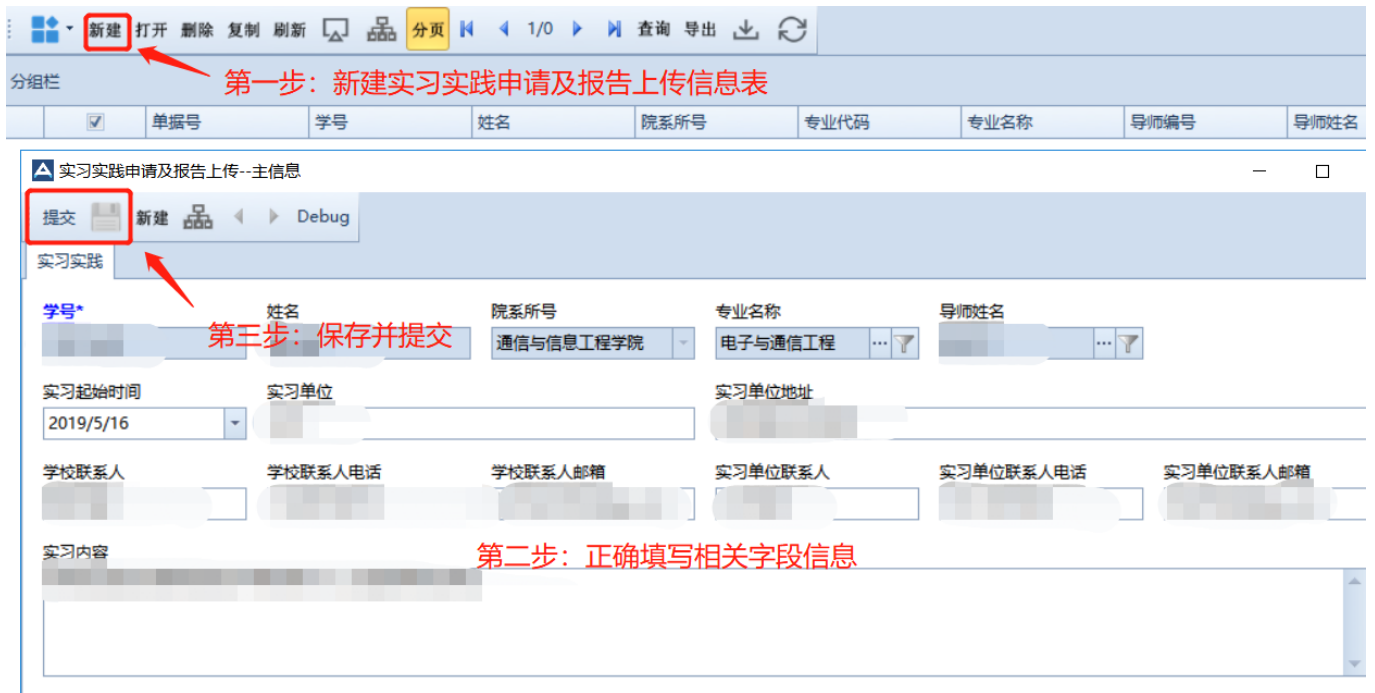 新建 打开 删除 复制 刷新 分页 1/0 查询 导出
第一步：新建实习实践申请及报告上传信息表
分组栏
单据号 学号 姓名 院系所号 专业代码 专业名称 导师编号 导师姓名
实习实践申请及报告上传--主信息
提交 新建 Debug
实习实践
学号* 姓名 院系所号 专业名称 导师姓名
第三步：保存并提交
通信与信息工程学院 电子与通信工程
实习起始时间 实习单位 实习单位地址
2019/5/16
学校联系人 学校联系人电话 学校联系人邮箱 实习单位联系人 实习单位联系人电话 实习单位联系人邮箱
实习内容
第二步：正确填写相关字段信息